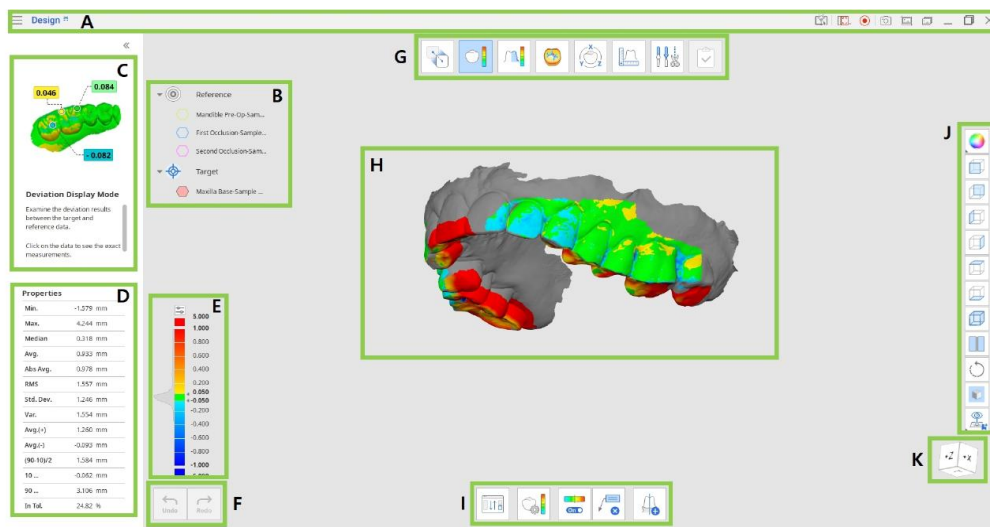 Design
A
C
0.046
0.084
- 0.082
Deviation Display Mode
Examine the deviation results
between the target and
reference data.
Click on the data to see the exact
measurements.
B
Reference
Mandible Pre-Op-Sam...
First Occlusion-Sample...
Second Occlusion-Sam...
Target
Maxilla Base-Sample ...
G
H
J
K
I
Properties
D
Min. -1.579 mm
Max. 4.244 mm
Median 0.318 mm
Avg. 0.933 mm
Abs Avg. 0.978 mm
RMS 1.557 mm
Std. Dev. 1.246 mm
Var. 1.554 mm
Avg.(+) 1.260 mm
Avg.(-) -0.093 mm
(90-10)/2 1.584 mm
10 ... -0.062 mm
90 ... 3.106 mm
In Tol. 24.82 %
E
5.000
1.000
0.800
0.600
0.400
0.200
0.050
-0.050
-0.200
-0.400
-0.600
-0.800
-1.000
Undo
Redo
F